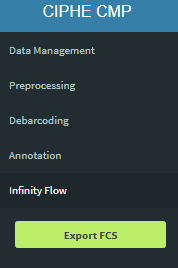 CIPHE CMP
Data Management
Preprocessing
Debarcoding
Annotation
Infinity Flow
Export FCS